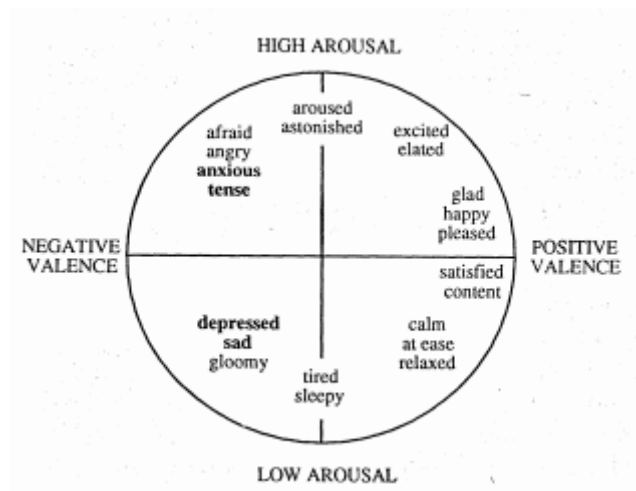 HIGH AROUSAL
aroused
astonished
afraid
angry
anxious
tense
excited
elated
glad
happy
pleased
NEGATIVE
VALENCE
POSITIVE
VALENCE
satisfied
content
depressed
sad
gloomy
calm
at ease
relaxed
tired
sleepy
LOW AROUSAL